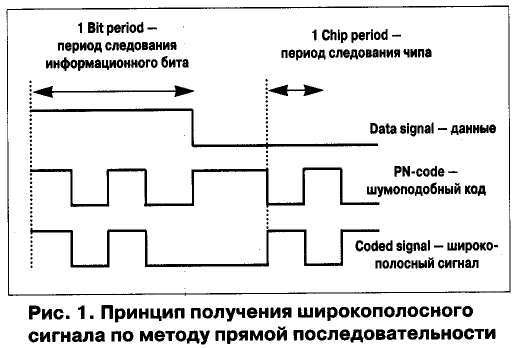 1 Bit period —
период следования
информационного бита
1 Chip period —
период следования чипа
Data signal — данные
PN-code —
шумоподобный код
Coded signal — широко-
полосный сигнал
Рис. 1. Принцип получения широкополосного
сигнала по методу прямой последовательности